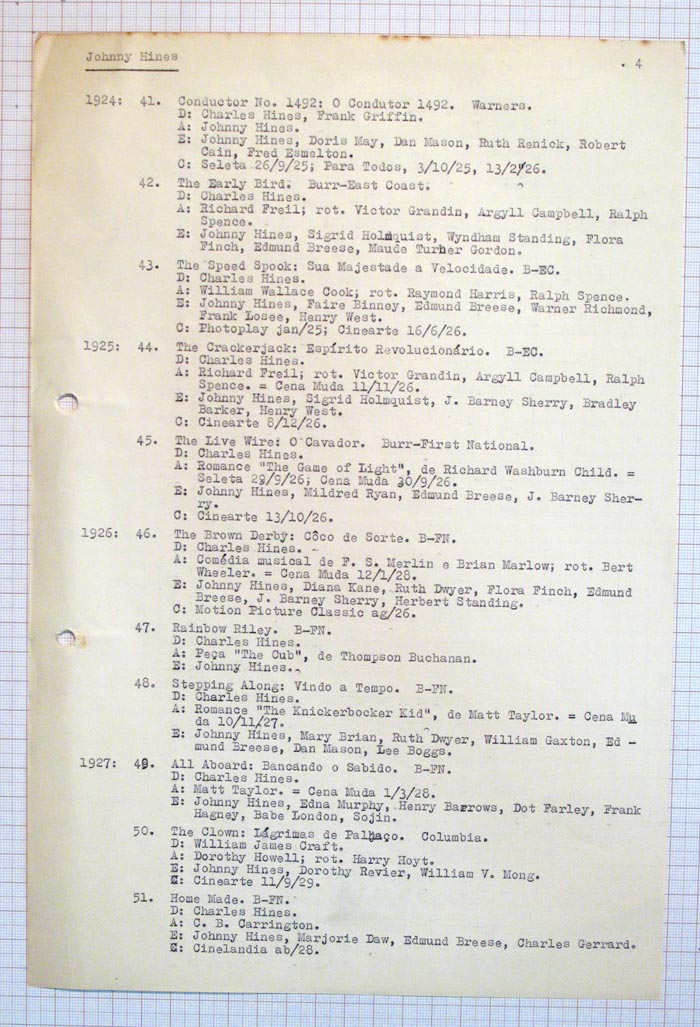 Johnny Hines
. 4
1924: 41. Conductor No. 1492: O Condutor 1492. Warners.
D: Charles Hines, Frank Griffin.
A: Johnny Hines.
E: Johnny Hines, Doris May, Dan Mason, Ruth Renick, Robert
Cain, Fred Esmelton.
C: Seleta 26/9/25; Para Todos, 3/10/25, 13/2/26.
42. The Early Bird. Burr-East Coast.
D: Charles Hines.
A: Richard Freil; rot. Victor Grandin, Argyll Campbell, Ralph
Spence.
E: Johnny Hines, Sigrid Holmquist, Wyndham Standing, Flora
Finch, Edmund Breese, Maude Turner Gordon.
43. The Speed Spook: Sua Majestade a Velocidade. B-EC.
D: Charles Hines.
A: William Wallace Cook; rot. Raymond Harris, Ralph Spence.
E: Johnny Hines, Faire Binney, Edmund Breese, Warner Richmond,
Frank Losee, Henry West.
C: Photoplay jan/25; Cinearte 16/6/26.
1925: 44. The Crackerjack: Espírito Revolucionário. B-EC.
D: Charles Hines.
A: Richard Freil; rot. Victor Grandin, Argyll Campbell, Ralph
Spence. = Cena Muda 11/11/26.
E: Johnny Hines, Sigrid Holmquist, J. Barney Sherry, Bradley
Barker, Henry West.
C: Cinearte 8/12/26.
45. The Live Wire: O Cavador. Burr-First National.
D: Charles Hines.
A: Romance "The Game of Light", de Richard Washburn Child. =
Seleta 29/9/26; Cena Muda 30/9/26.
E: Johnny Hines, Mildred Ryan, Edmund Breese, J. Barney Sher-
ry.
C: Cinearte 13/10/26.
1926: 46. The Brown Derby: Côco de Sorte. B-FN.
D: Charles Hines.
A: Comédia musical de F. S. Merlin e Brian Marlow; rot. Bert
Wheeler. = Cena Muda 12/1/28.
E: Johnny Hines, Diana Kane, Ruth Dwyer, Flora Finch, Edmund
Breese, J. Barney Sherry, Herbert Standing.
C: Motion Picture Classic ag/26.
47. Rainbow Riley. B-FN.
D: Charles Hines.
A: Peça "The Cub", de Thompson Buchanan.
E: Johnny Hines.
48. Stepping Along: Vindo a Tempo. B-FN.
D: Charles Hines.
A: Romance "The Knickerbocker Kid", de Matt Taylor. = Cena Mu
da 10/11/27.
E: Johnny Hines, Mary Brian, Ruth Dwyer, William Gaxton, Ed -
mund Breese, Dan Mason, Lee Boggs.
1927: 49. All Aboard: Bancando o Sabido. B-FN.
D: Charles Hines.
A: Matt Taylor. = Cena Muda 1/3/28.
E: Johnny Hines, Edna Murphy, Henry Barrows, Dot Farley, Frank
Hagney, Babe London, Sojin.
50. The Clown: Lágrimas de Palhaço. Columbia.
D: William James Craft.
A: Dorothy Howell; rot. Harry Hoyt.
E: Johnny Hines, Dorothy Revier, William V. Mong.
C: Cinearte 11/9/29.
51. Home Made. B-FN.
D: Charles Hines.
A: C. B. Carrington.
E: Johnny Hines, Marjorie Daw, Edmund Breese, Charles Gerrard.
C: Cinelandia ab/28.